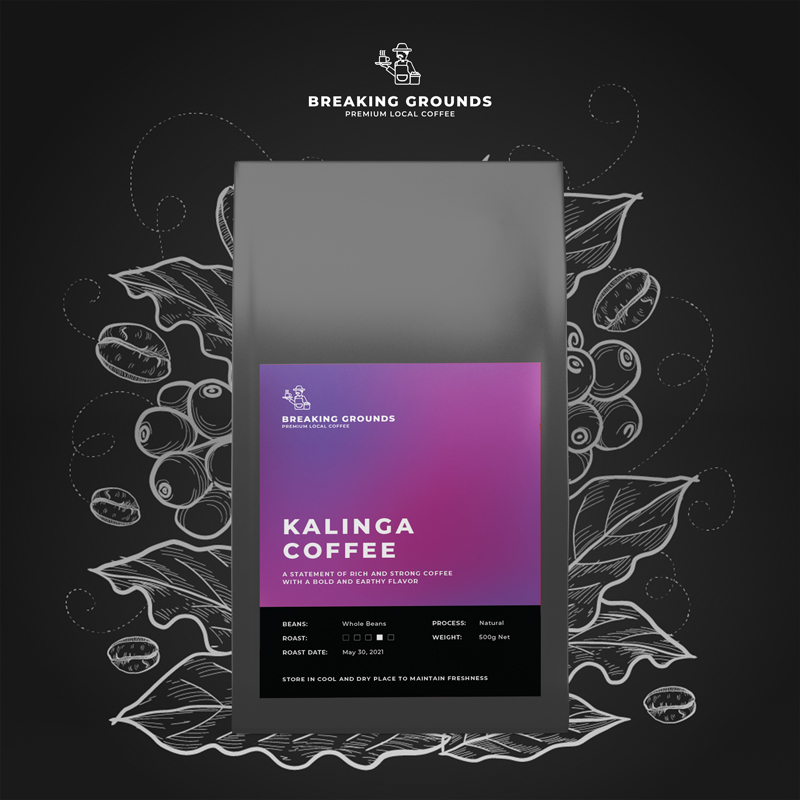 BREAKING GROUNDS
PREMIUM LOCAL COFFEE
BREAKING GROUNDS
PREMIUM LOCAL COFFEE
KALINGA
COFFEE
A STATEMENT OF RICH AND STRONG COFFEE
WITH A BOLD AND EARTHY FLAVOR
BEANS: Whole Beans PROCESS: Natural
ROAST: WEIGHT: 500g Net
ROAST DATE: May 30, 2021
STORE IN COOL AND DRY PLACE TO MAINTAIN FRESHNESS